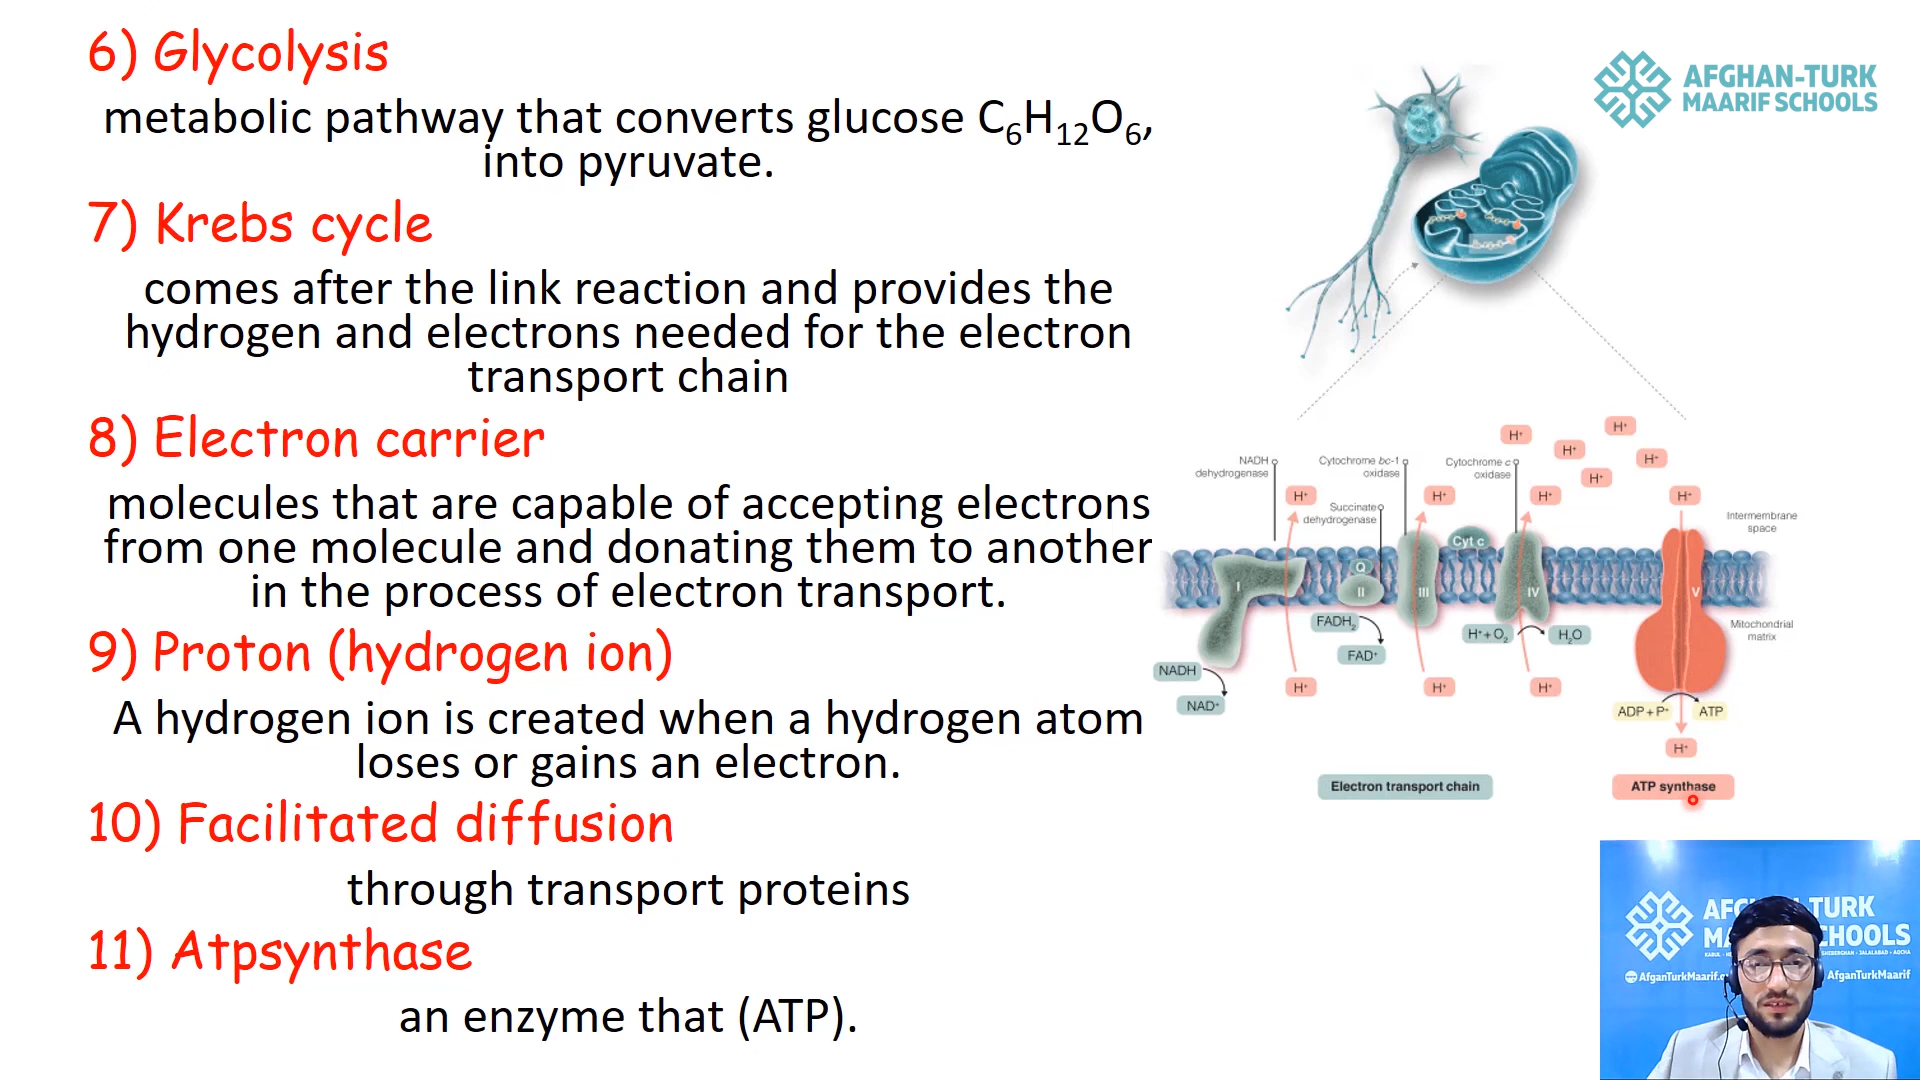 6) Glycolysis
metabolic pathway that converts glucose C6H12O6,
into pyruvate.
7) Krebs cycle
comes after the link reaction and provides the
hydrogen and electrons needed for the electron
transport chain
8) Electron carrier
molecules that are capable of accepting electrons
from one molecule and donating them to another
in the process of electron transport.
9) Proton (hydrogen ion)
A hydrogen ion is created when a hydrogen atom
loses or gains an electron.
10) Facilitated diffusion
through transport proteins
11) Atpsynthase
an enzyme that (ATP).
AFGHAN-TURK
MAARIF SCHOOLS
H+
H+
H+
H+
H+
NADH
dehydrogenase
Cytochrome bc-1
oxidase
Cytochrome c
oxidase
Succinate
dehydrogenase
H+
H+
H+
H+
Intermembrane
space
Cyt c
Q
I
II
III
IV
V
FADH2
FAD+
H+ + O2
H2O
Mitochondrial
matrix
NADH
NAD+
H+
H+
H+
ADP + P+
ATP
H+
Electron transport chain
ATP synthase
AFGHAN-TURK
SCHOOLS
AfganTurkMaarif